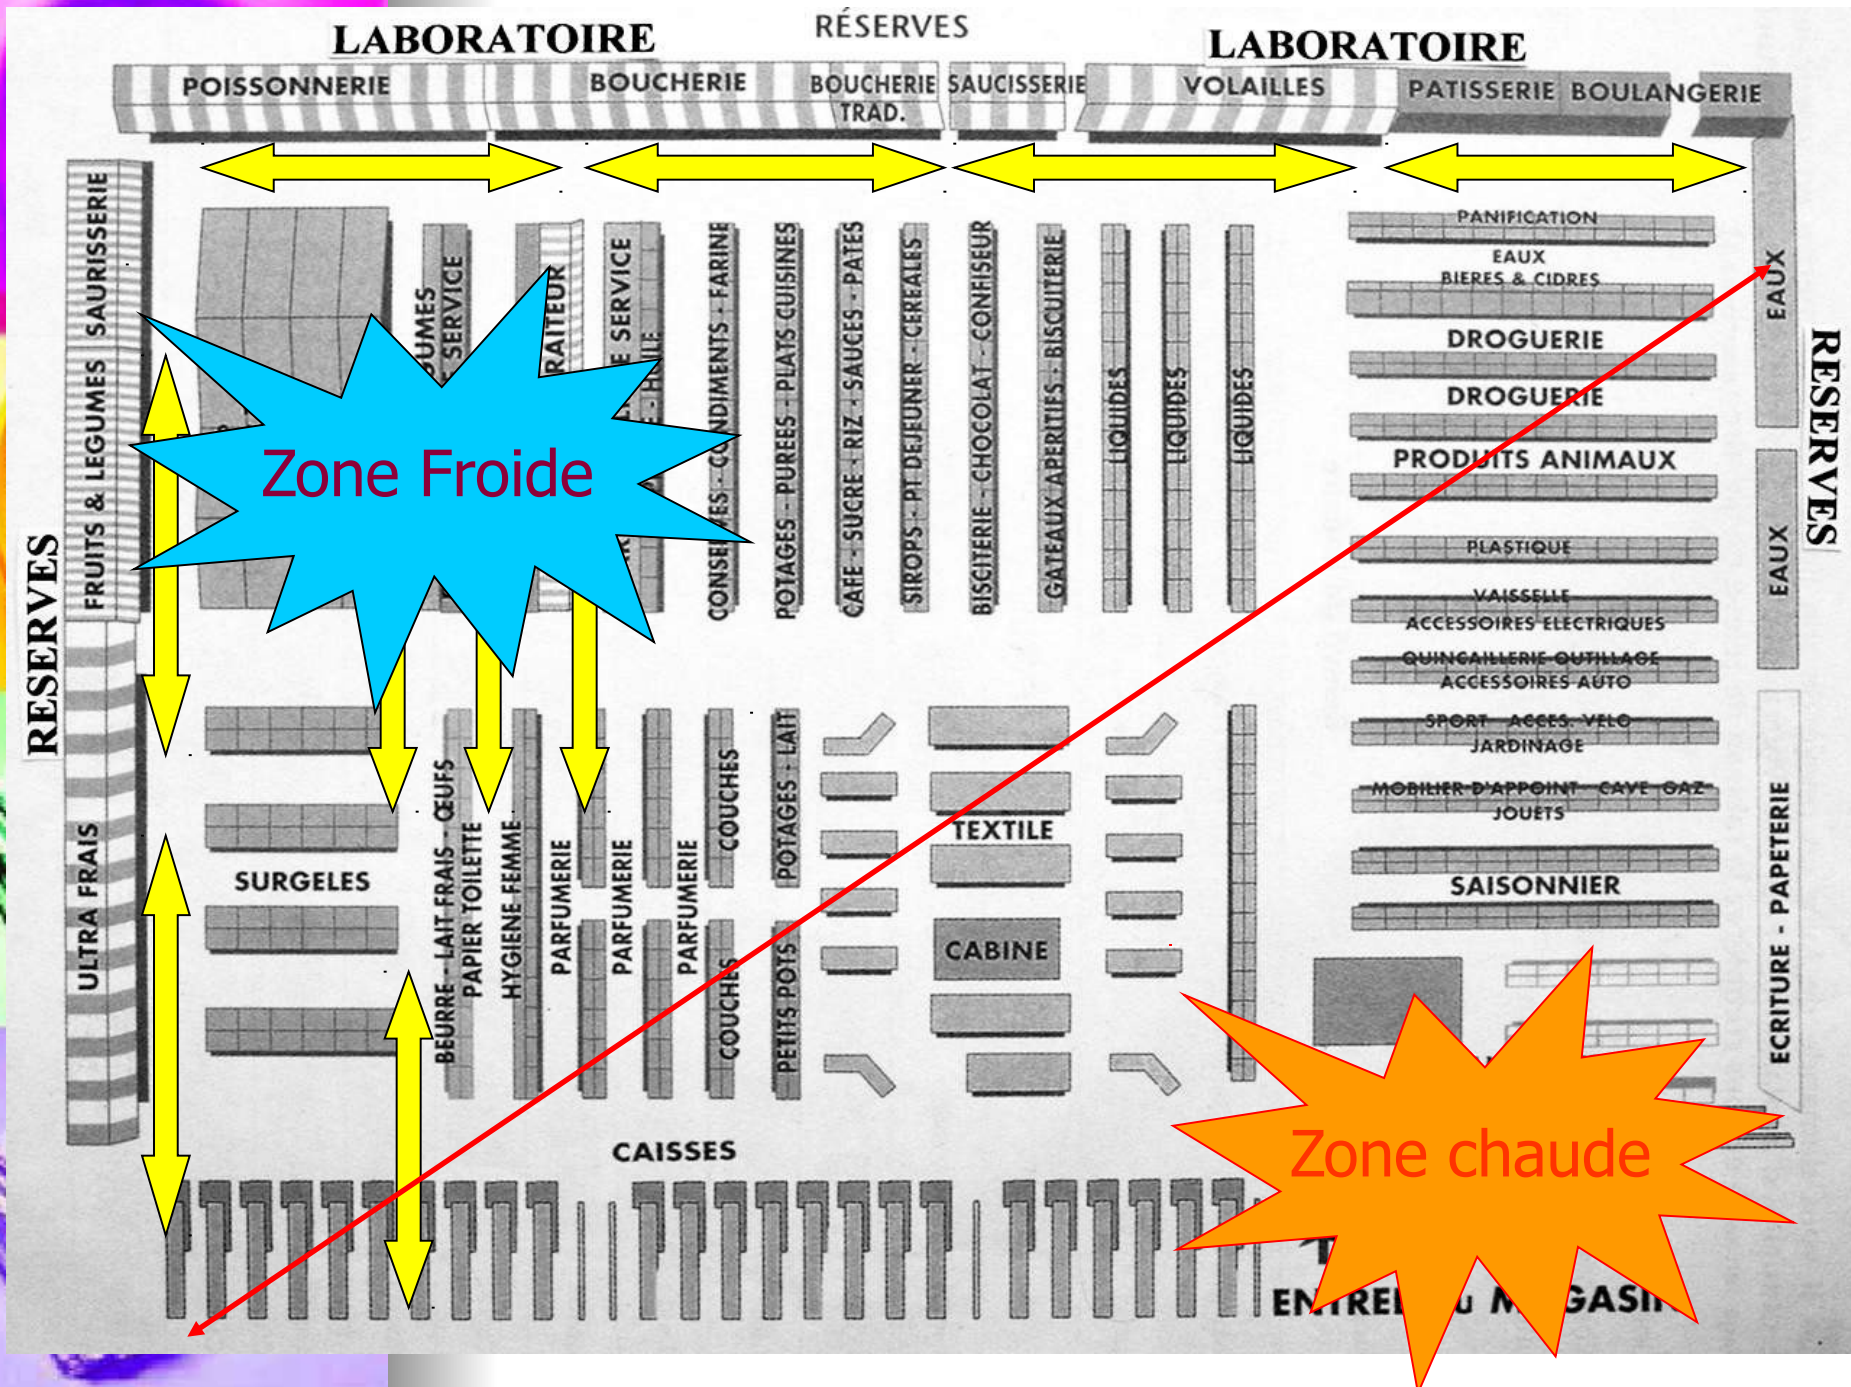 RÉSERVES
LABORATOIRE
LABORATOIRE
POISSONNERIE
BOUCHERIE
BOUCHERIE
TRAD.
SAUCISSERIE
VOLAILLES
PATISSERIE
BOULANGERIE
FRUITS & LEGUMES SAURISSERIE
ULTRA FRAIS
RESERVES
SERVICE
SERVICE
CONSERVES - CONDIMENTS - FARINE
POTAGES - PUREES - PLATS CUISINES
CAFE - SUCRE - RIZ - SAUCES - PATES
SIROPS - PT DEJEUNER - CEREALES
BISCITERIE - CHOCOLAT - CONFISEUR
GATEAUX APERITIES - BISCUITERIE
LIQUIDES
LIQUIDES
LIQUIDES
PANIFICATION
EAUX
BIERES & CIDRES
DROGUERIE
DROGUERIE
PRODUITS ANIMAUX
PLASTIQUE
VAISSELLE
ACCESSOIRES ELECTRIQUES
QUINCAILLERIE-OUTILLAGE
ACCESSOIRES AUTO
SPORT ACCES. VELO
JARDINAGE
MOBILIER-D'APPOINT CAVE GAZ
JOUETS
SAISONNIER
EAUX
EAUX
RESERVES
ECRITURE - PAPETERIE
Zone Froide
SURGELES
BEURRE - LAIT FRAIS - ŒUFS
PAPIER TOILETTE
HYGIENE FEMME
PARFUMERIE
PARFUMERIE
PARFUMERIE
COUCHES
COUCHES
POTAGES - LAIT
PETITS POTS
TEXTILE
CABINE
CAISSES
Zone chaude